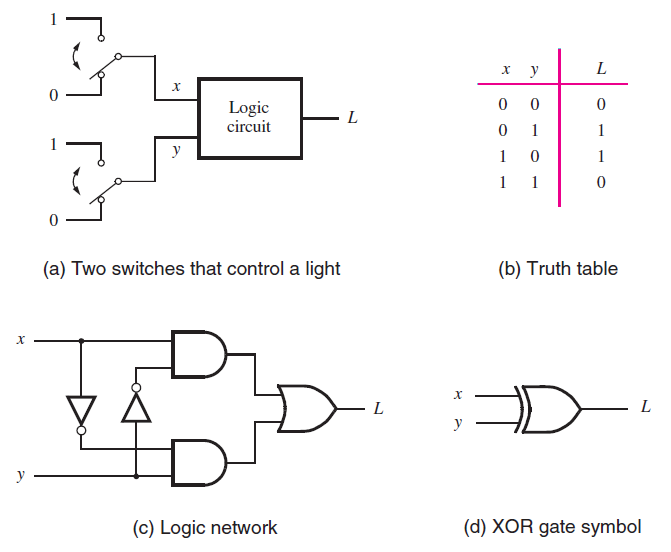 1
0
x
Logic
circuit
L
1
y
0
(a) Two switches that control a light
x y L
0 0 0
0 1 1
1 0 1
1 1 0
(b) Truth table
x
y
L
(c) Logic network
x
y
L
(d) XOR gate symbol